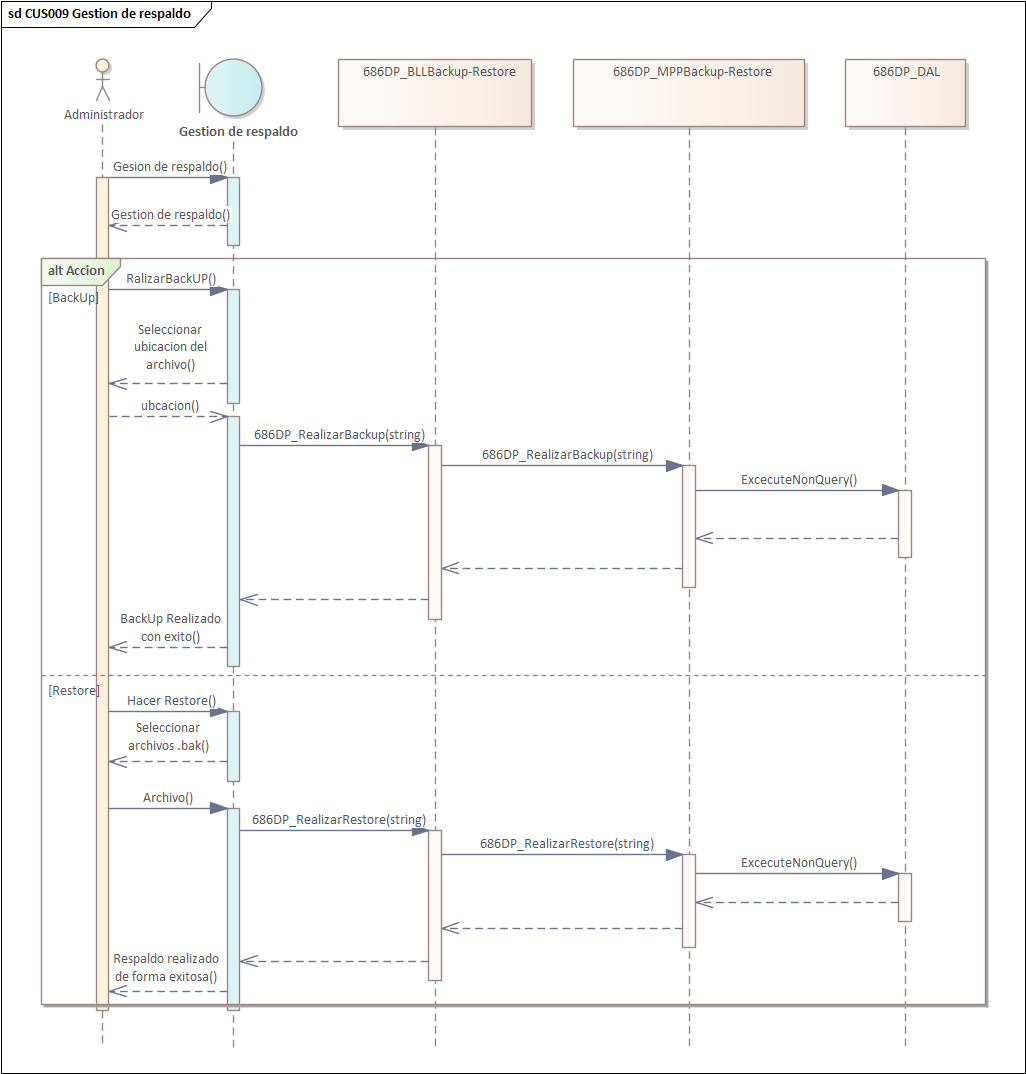 sd CUS009 Gestion de respaldo
Administrador
Gestion de respaldo
686DP_BLLBackup-Restore
686DP_MPPBackup-Restore
686DP_DAL
Gesion de respaldo()
Gestion de respaldo()
alt Accion
[BackUp]
RalizarBackUP()
Seleccionar
ubicacion del
archivo()
ubcacion()
686DP_RealizarBackup(string)
686DP_RealizarBackup(string)
ExcecuteNonQuery()
BackUp Realizado
con exito()
[Restore]
Hacer Restore()
Seleccionar
archivos .bak()
Archivo()
686DP_RealizarRestore(string)
686DP_RealizarRestore(string)
ExcecuteNonQuery()
Respaldo realizado
de forma exitosa()